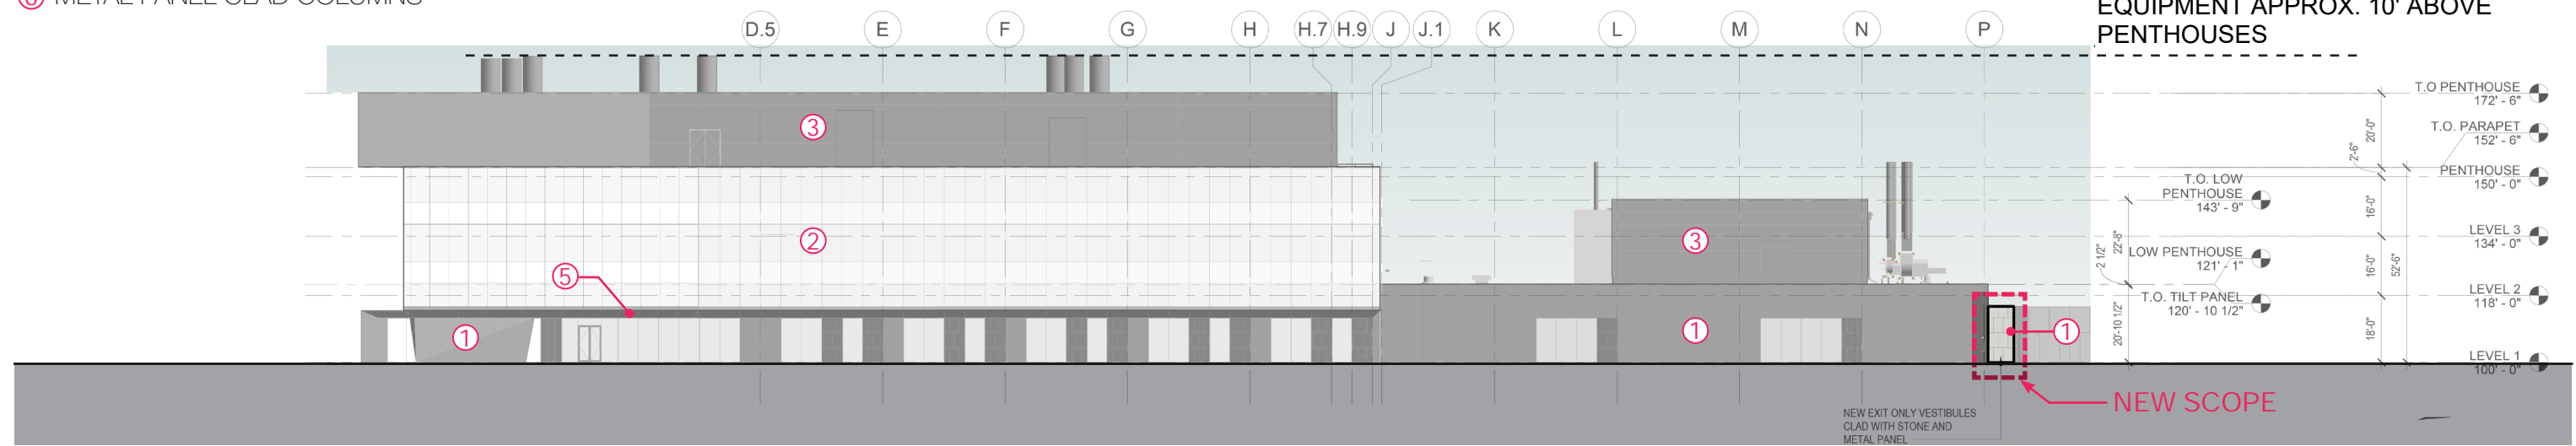 METAL PANEL CLAD COLUMNS
EQUIPMENT APPROX. 10' ABOVE
PENTHOUSES
D.5 E F G H H.7 H.9 J J.1 K L M N P
T.O PENTHOUSE
172' - 6"
T.O. PARAPET
152' - 6"
PENTHOUSE
150' - 0"
T.O. LOW
PENTHOUSE
143' - 9"
LEVEL 3
134' - 0"
LOW PENTHOUSE
121' - 1"
LEVEL 2
118' - 0"
T.O. TILT PANEL
120' - 10 1/2"
LEVEL 1
100' - 0"
20'-0"
2'-6"
16'-0"
22'-8"
2 1/2"
16'-0"
52'-6"
20'-10 1/2"
18'-0"
3
2
3
5
1
1
1
NEW SCOPE
NEW EXIT ONLY VESTIBULES
CLAD WITH STONE AND
METAL PANEL